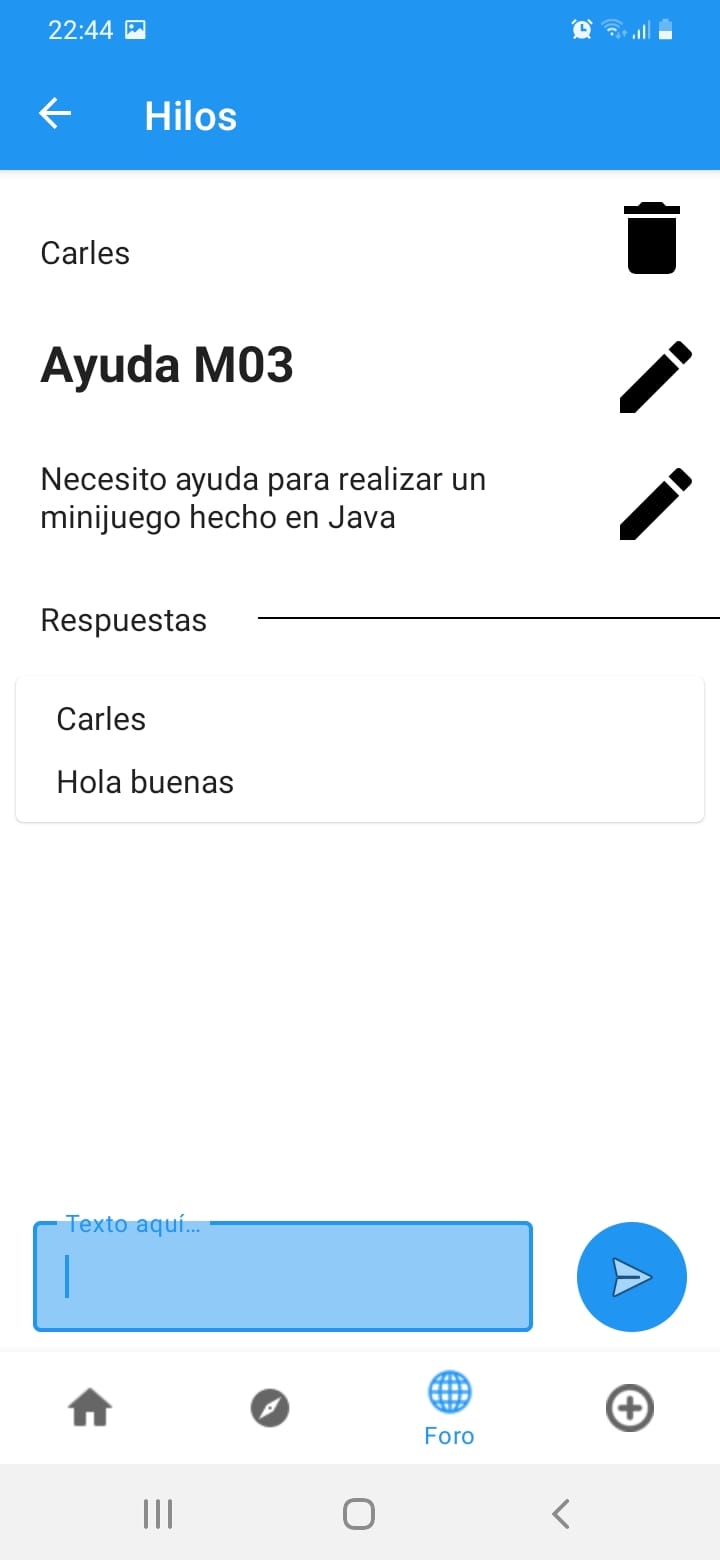 22:44
Hilos
Carles
Ayuda M03
Necesito ayuda para realizar un
minijuego hecho en Java
Respuestas
Carles
Hola buenas
Texto aquí...
Foro